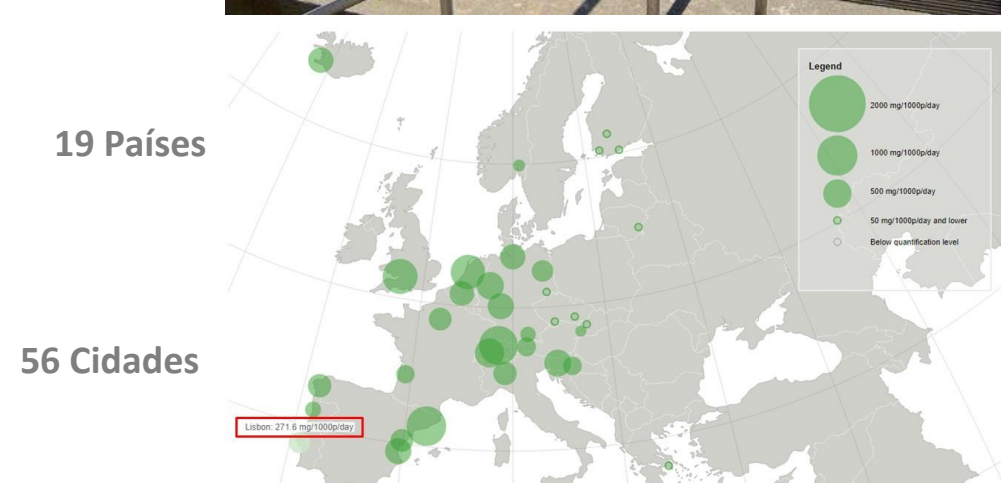 19 Países
56 Cidades
Lisbon: 271.6 mg/1000p/day
Legend
2000 mg/1000p/day
1000 mg/1000p/day
500 mg/1000p/day
50 mg/1000p/day and lower
Below quantification level